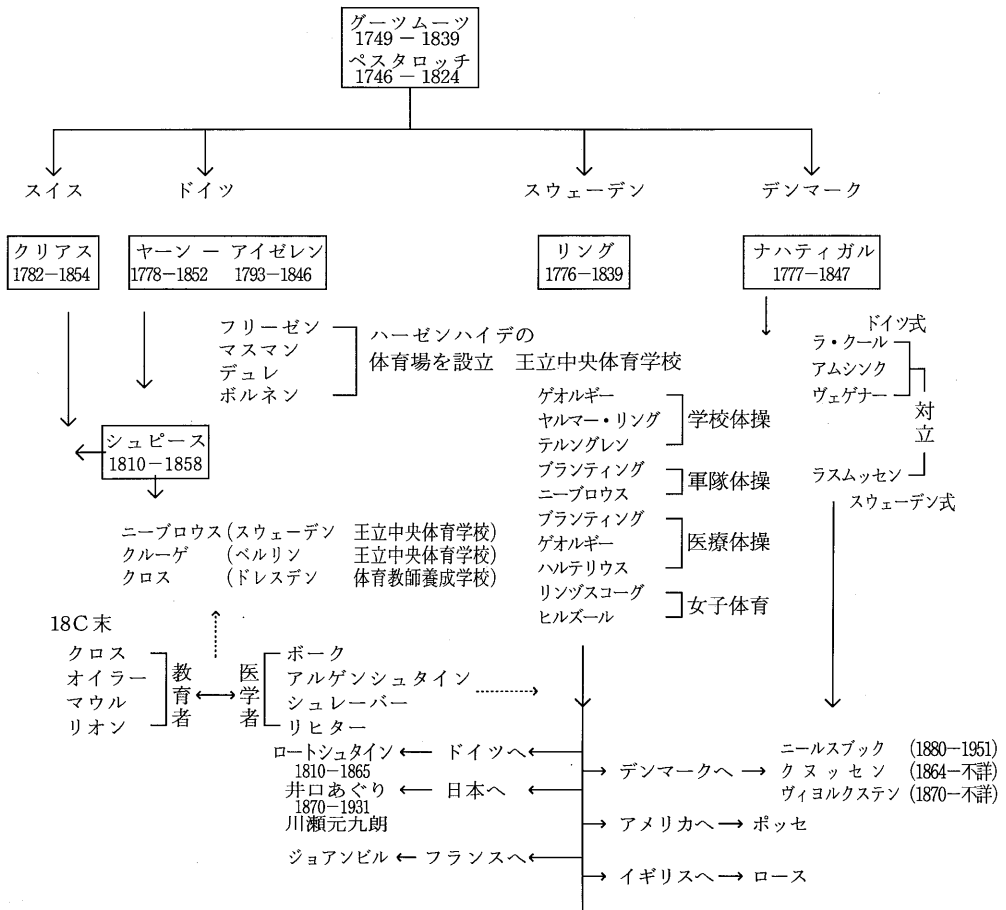 グーツムーツ
1749－1839
ペスタロッチ
1746－1824
スイス　ドイツ　スウェーデン　デンマーク
クリアス
1782－1854
ヤーン － アイゼレン
1778－1852　1793－1846
リング
1776－1839
ナハティガル
1777－1847
フリーゼン
マスマン
デュレ
ボルネン
ハーゼンハイデの
体育場を設立　王立中央体育学校
ドイツ式
ラ・クール
アムシンク
ヴェゲナー
対立
ラスムッセン
スウェーデン式
シュピース
1810－1858
ゲオルギー
ヤルマー・リング
テルングレン
学校体操
ブランティング
ニーブロウス
軍隊体操
ブランティング
ゲオルギー
ハルテリウス
医療体操
リンヅスコーグ
ヒルズール
女子体育
ニーブロウス(スウェーデン　王立中央体育学校)
クルーゲ　(ベルリン　王立中央体育学校)
クロス　(ドレスデン　体育教師養成学校)
18C末
クロス
オイラー
マウル
リオン
教育者
医学者
ボーク
アルゲンシュタイン
シュレーバー
リヒター
ロートシュタイン　ドイツへ
1810－1865
井口あぐり　日本へ
1870－1931
川瀬元九朗
ジョアンビル　フランスへ
デンマークへ
ニールスブック　(1880－1951)
クヌッセン　(1864－不詳)
ヴィヨルクステン　(1870－不詳)
アメリカへ　ポッセ
イギリスへ　ロース